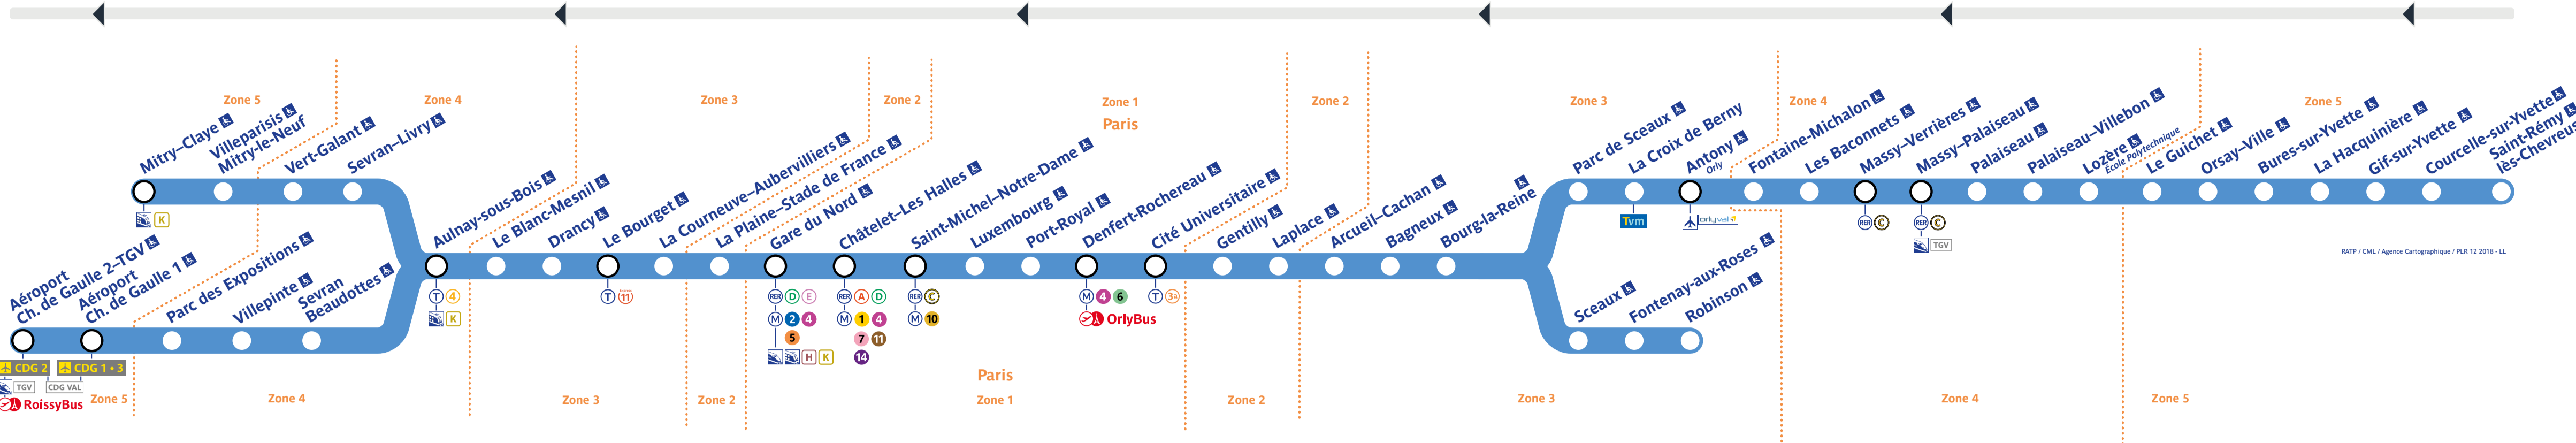 Zone 5
Zone 4
Zone 3
Zone 2
Zone 1
Paris
Zone 2
Zone 3
Zone 4
Zone 5
Mitry–Claye
Villeparisis
Mitry-le-Neuf
Vert-Galant
Sevran–Livry
K
Aéroport
Ch. de Gaulle 2–TGV
Aéroport
Ch. de Gaulle 1
Parc des Expositions
Villepinte
Sevran
Beaudottes
CDG 2
CDG 1 • 3
TGV
CDG VAL
RoissyBus
Aulnay-sous-Bois
T 4
K
Le Blanc-Mesnil
Drancy
Le Bourget
T 11
La Courneuve–Aubervilliers
La Plaine–Stade de France
Gare du Nord
RER D E
M 2 4
5
H K
Châtelet–Les Halles
RER A D
M 1 4
7 11
14
Saint-Michel–Notre-Dame
RER C
M 10
Luxembourg
Port-Royal
Denfert-Rochereau
M 4 6
OrlyBus
Cité Universitaire
T 3a
Gentilly
Laplace
Arcueil–Cachan
Bagneux
Bourg-la-Reine
Parc de Sceaux
La Croix de Berny
Tvm
Antony
Orly
orlyval
Fontaine-Michalon
Les Baconnets
Massy–Verrières
RER C
Massy–Palaiseau
RER C
TGV
Palaiseau
Palaiseau–Villebon
Lozère
École Polytechnique
Le Guichet
Orsay–Ville
Bures-sur-Yvette
La Hacquinière
Gif-sur-Yvette
Courcelle-sur-Yvette
Saint-Rémy
lès-Chevreus
Sceaux
Fontenay-aux-Roses
Robinson
RATP / CML / Agence Cartographique / PLR 12 2018 - LL
Zone 5
Zone 4
Zone 3
Zone 2
Paris
Zone 1
Zone 2
Zone 3
Zone 4
Zone 5